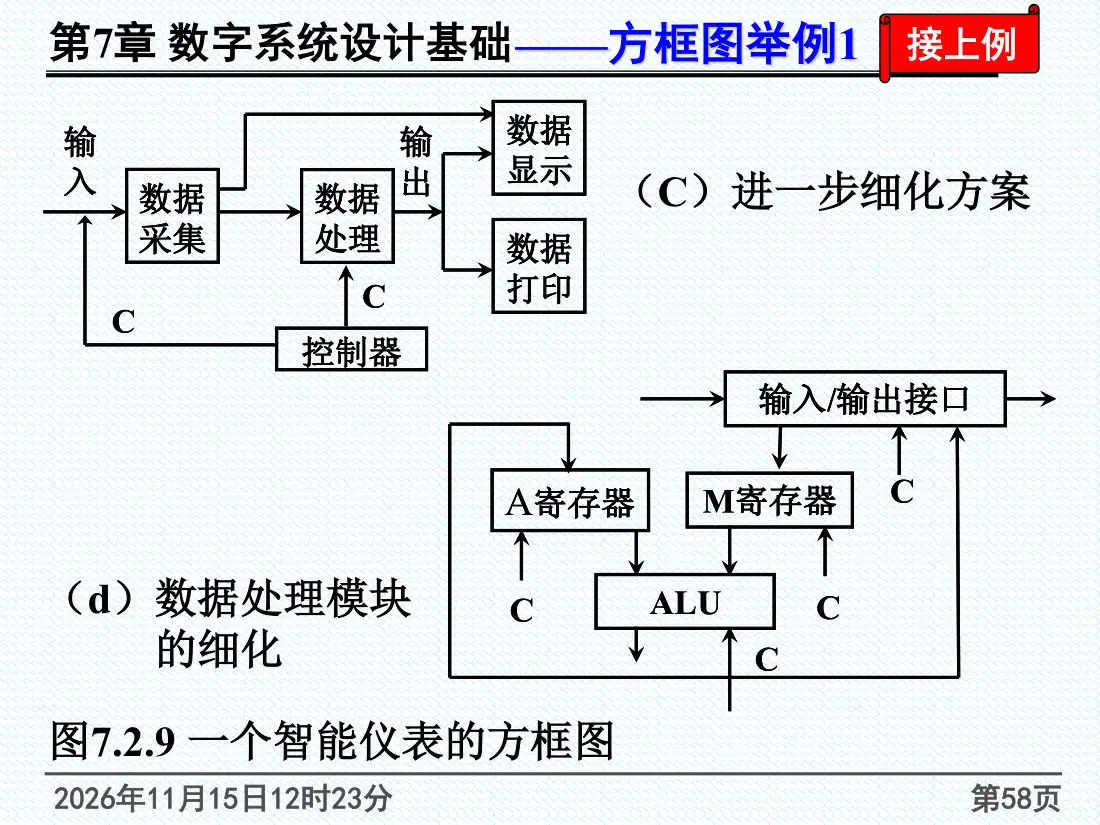 第7章 数字系统设计基础——方框图举例1
接上例
输
入
输
出
数据
显示
数据
采集
数据
处理
数据
打印
（C）进一步细化方案
C
C
控制器
输入/输出接口
A寄存器
M寄存器
C
（d）数据处理模块
的细化
C
ALU
C
C
图7.2.9 一个智能仪表的方框图
2026年11月15日12时23分
第58页